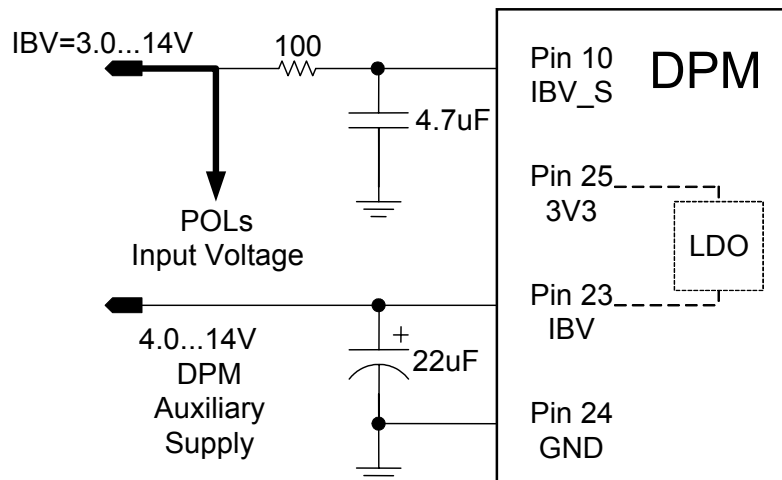 IBV=3.0...14V
100
Pin 10
IBV_S
DPM
4.7uF
POLs
Input Voltage
Pin 25
3V3
LDO
Pin 23
IBV
4.0...14V
DPM
Auxiliary
Supply
+
22uF
Pin 24
GND